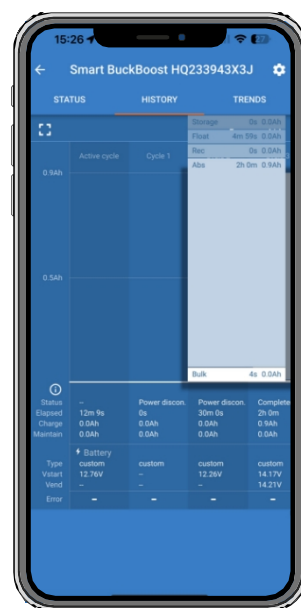 15:26
Smart BuckBoost HQ233943X3J
STATUS HISTORY TRENDS
Storage 0s 0.0Ah
Float 4m 59s 0.0Ah
Rec 0s 0.0Ah
Active cycle Cycle 1
Abs 2h 0m 0.9Ah
0.9Ah
0.5Ah
Bulk 4s 0.0Ah
Status – Power discon. Power discon. Complete
Elapsed 12m 9s 0s 30m 0s 2h 0m
Charge 0.0Ah 0.0Ah 0.0Ah 0.9Ah
Maintain 0.0Ah 0.0Ah 0.0Ah 0.0Ah
Battery
Type custom custom custom custom
Vstart 12.76V – 12.26V 14.17V
Vend – – – 14.21V
Error – – – –